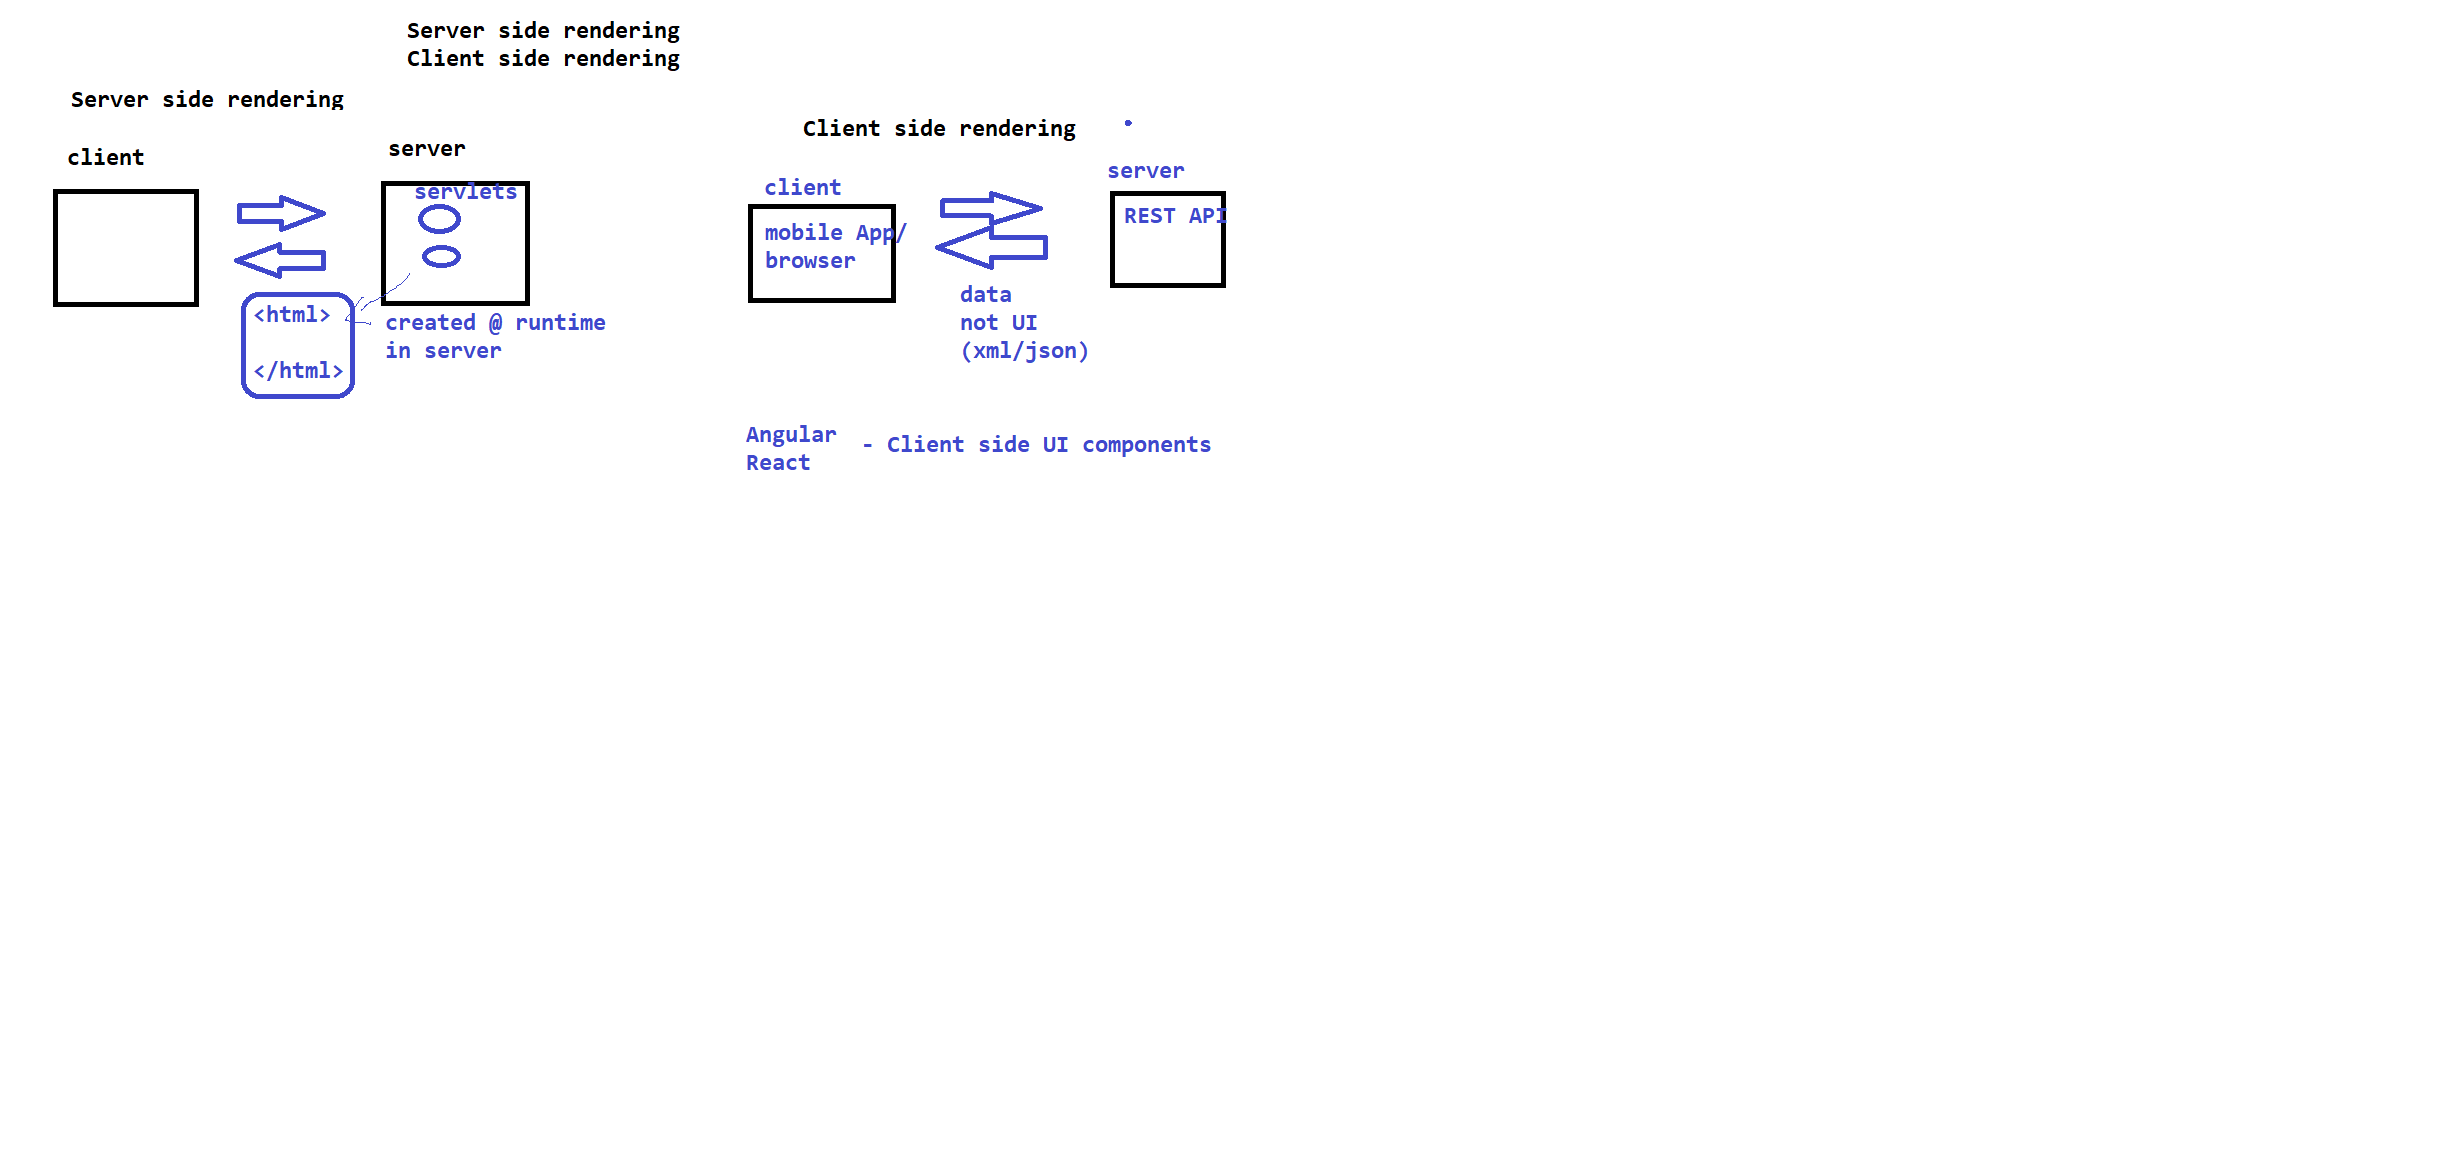 Server side rendering
Client side rendering
Server side rendering
client
server
servlets
<html>
</html>
created @ runtime
in server
Client side rendering
client
mobile App/
browser
server
REST API
data
not UI
(xml/json)
Angular
React
- Client side UI components